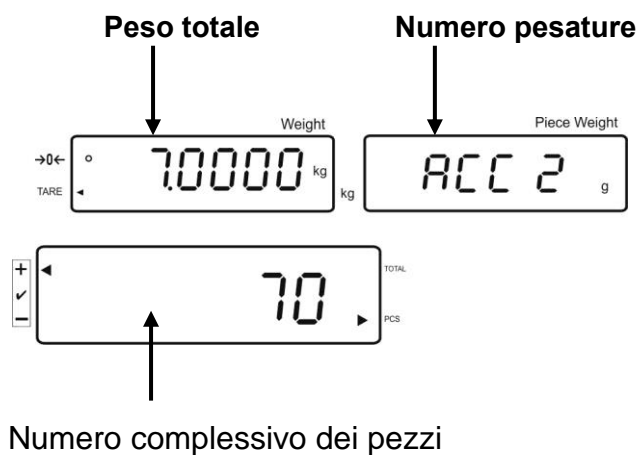 Peso totale
Numero pesature
Weight
Piece Weight
→0←
7.0000 kg
kg
ACC 2
g
TARE
+
✔
−
70
TOTAL
PCS
Numero complessivo dei pezzi